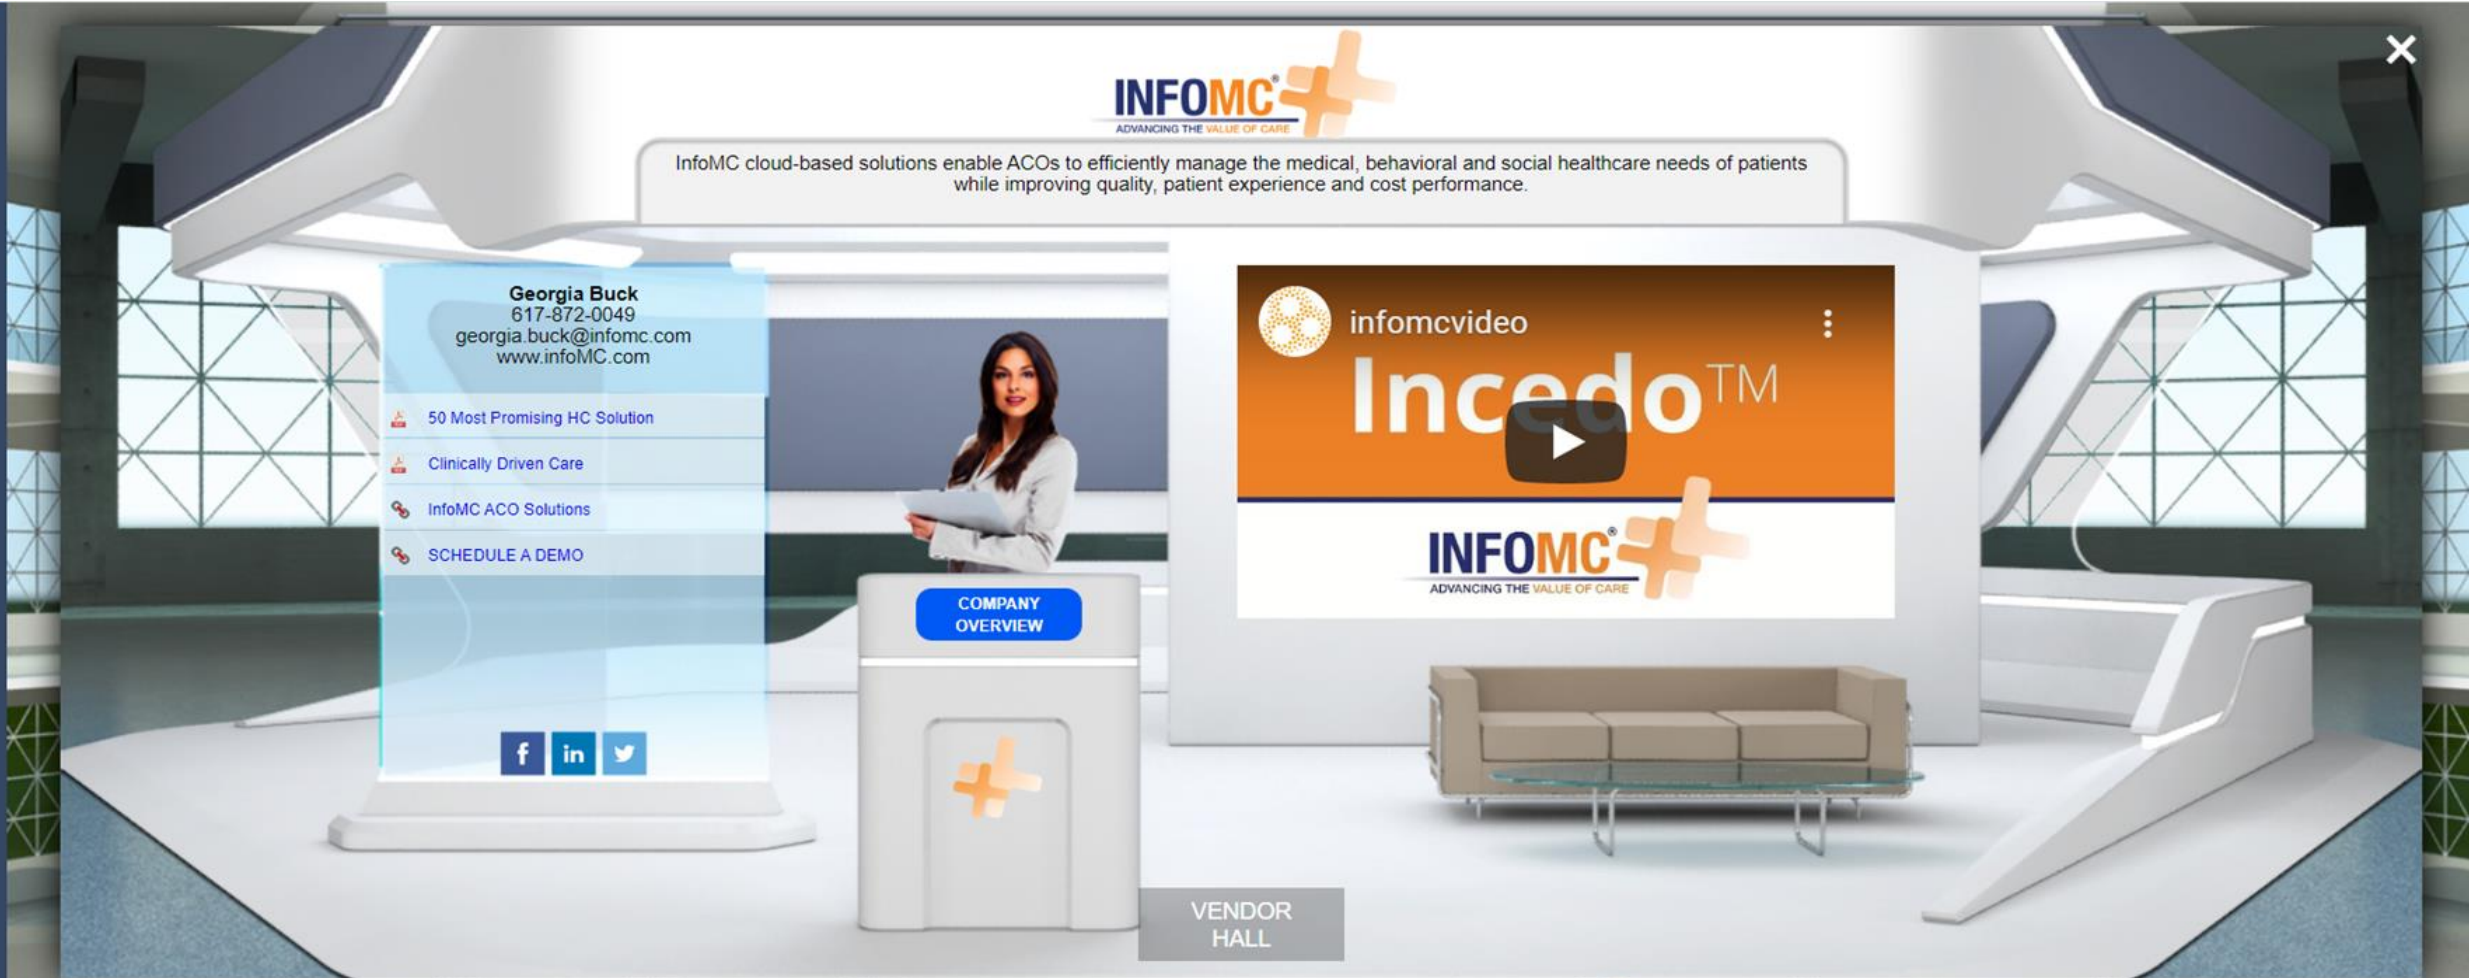 INFOMC®
ADVANCING THE VALUE OF CARE
InfoMC cloud-based solutions enable ACOs to efficiently manage the medical, behavioral and social healthcare needs of patients
while improving quality, patient experience and cost performance.
Georgia Buck
617-872-0049
georgia.buck@infomc.com
www.infoMC.com
50 Most Promising HC Solution
Clinically Driven Care
InfoMC ACO Solutions
SCHEDULE A DEMO
f
in
COMPANY
OVERVIEW
infomcvideo
Incedo™
INFOMC®
ADVANCING THE VALUE OF CARE
VENDOR
HALL